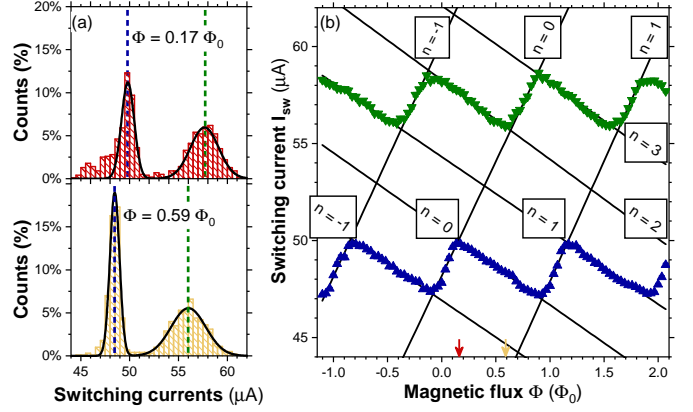 (a)
20%
15%
10%
5%
0%
Counts (%)
Φ = 0.17 Φ0
15%
10%
5%
0%
Counts (%)
Φ = 0.59 Φ0
45 50 55 60
Switching currents (μA)
(b)
60
55
50
45
Switching current Isw (μA)
n = -1
n = 0
n = 1
n = 3
n = -1
n = 0
n = 1
n = 2
-1.0 -0.5 0.0 0.5 1.0 1.5 2.0
Magnetic flux Φ (Φ0)